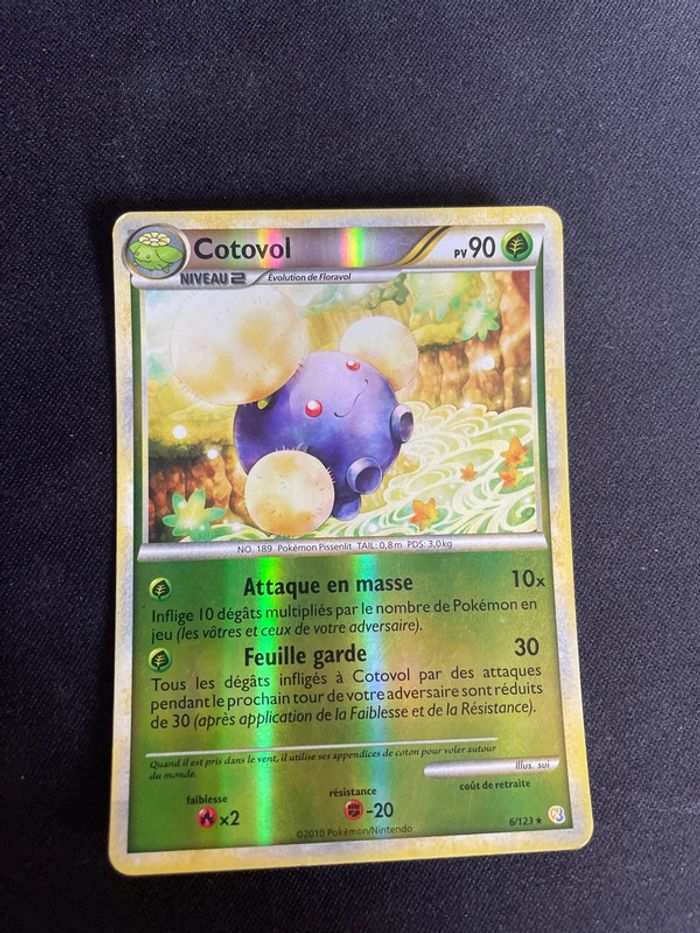 Cotovol
PV 90
NIVEAU 2 Évolution de Floravol
NO. 189 Pokémon Pissenlit TAIL: 0,8m PDS: 3,0kg
Attaque en masse 10x
Inflige 10 dégâts multipliés par le nombre de Pokémon en
jeu (les vôtres et ceux de votre adversaire).
Feuille garde 30
Tous les dégâts infligés à Cotovol par des attaques
pendant le prochain tour de votre adversaire sont réduits
de 30 (après application de la Faiblesse et de la Résistance).
Quand il est pris dans le vent, il utilise ses appendices de coton pour voler autour
du monde.
Illus. sui
faiblesse
x2
résistance
-20
coût de retraite
©2010 Pokémon/Nintendo
6/123 ★